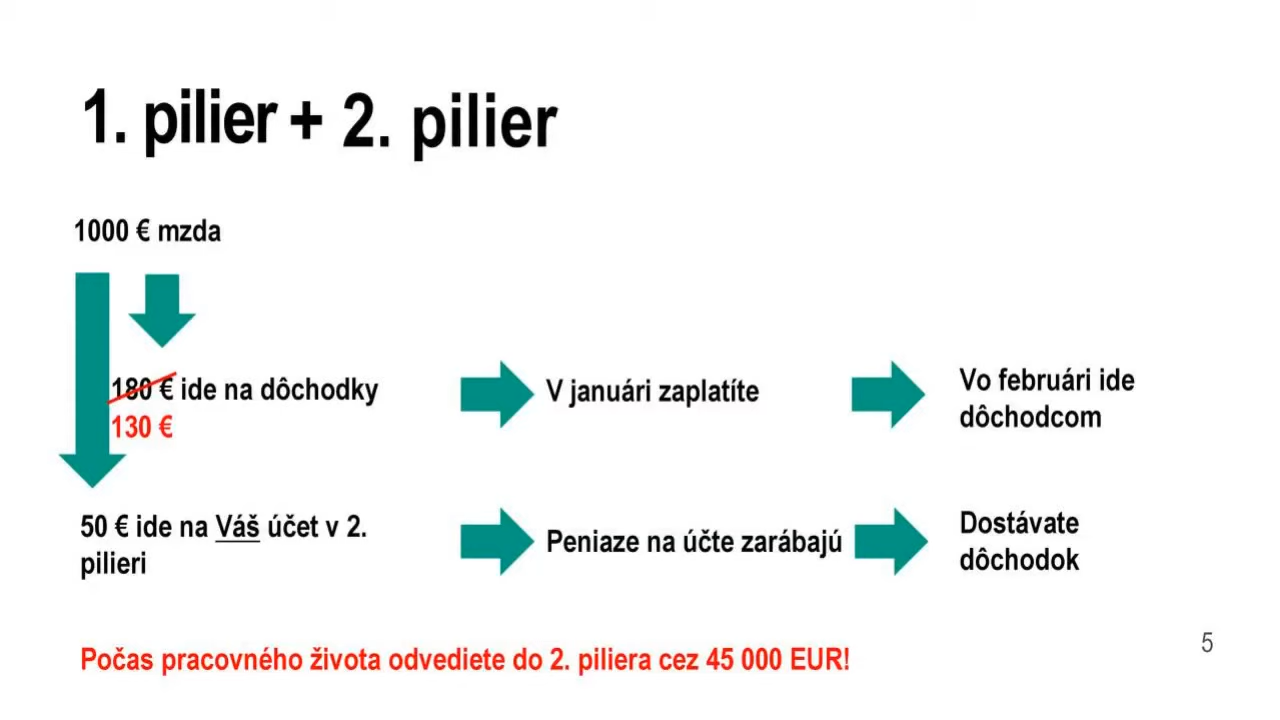 1. pilier + 2. pilier
1000 € mzda
180 € ide na dôchodky
130 €
V januári zaplatíte
Vo februári ide
dôchodcom
50 € ide na Váš účet v 2.
pilieri
Peniaze na účte zarábajú
Dostávate
dôchodok
5
Počas pracovného života odvediete do 2. piliera cez 45 000 EUR!